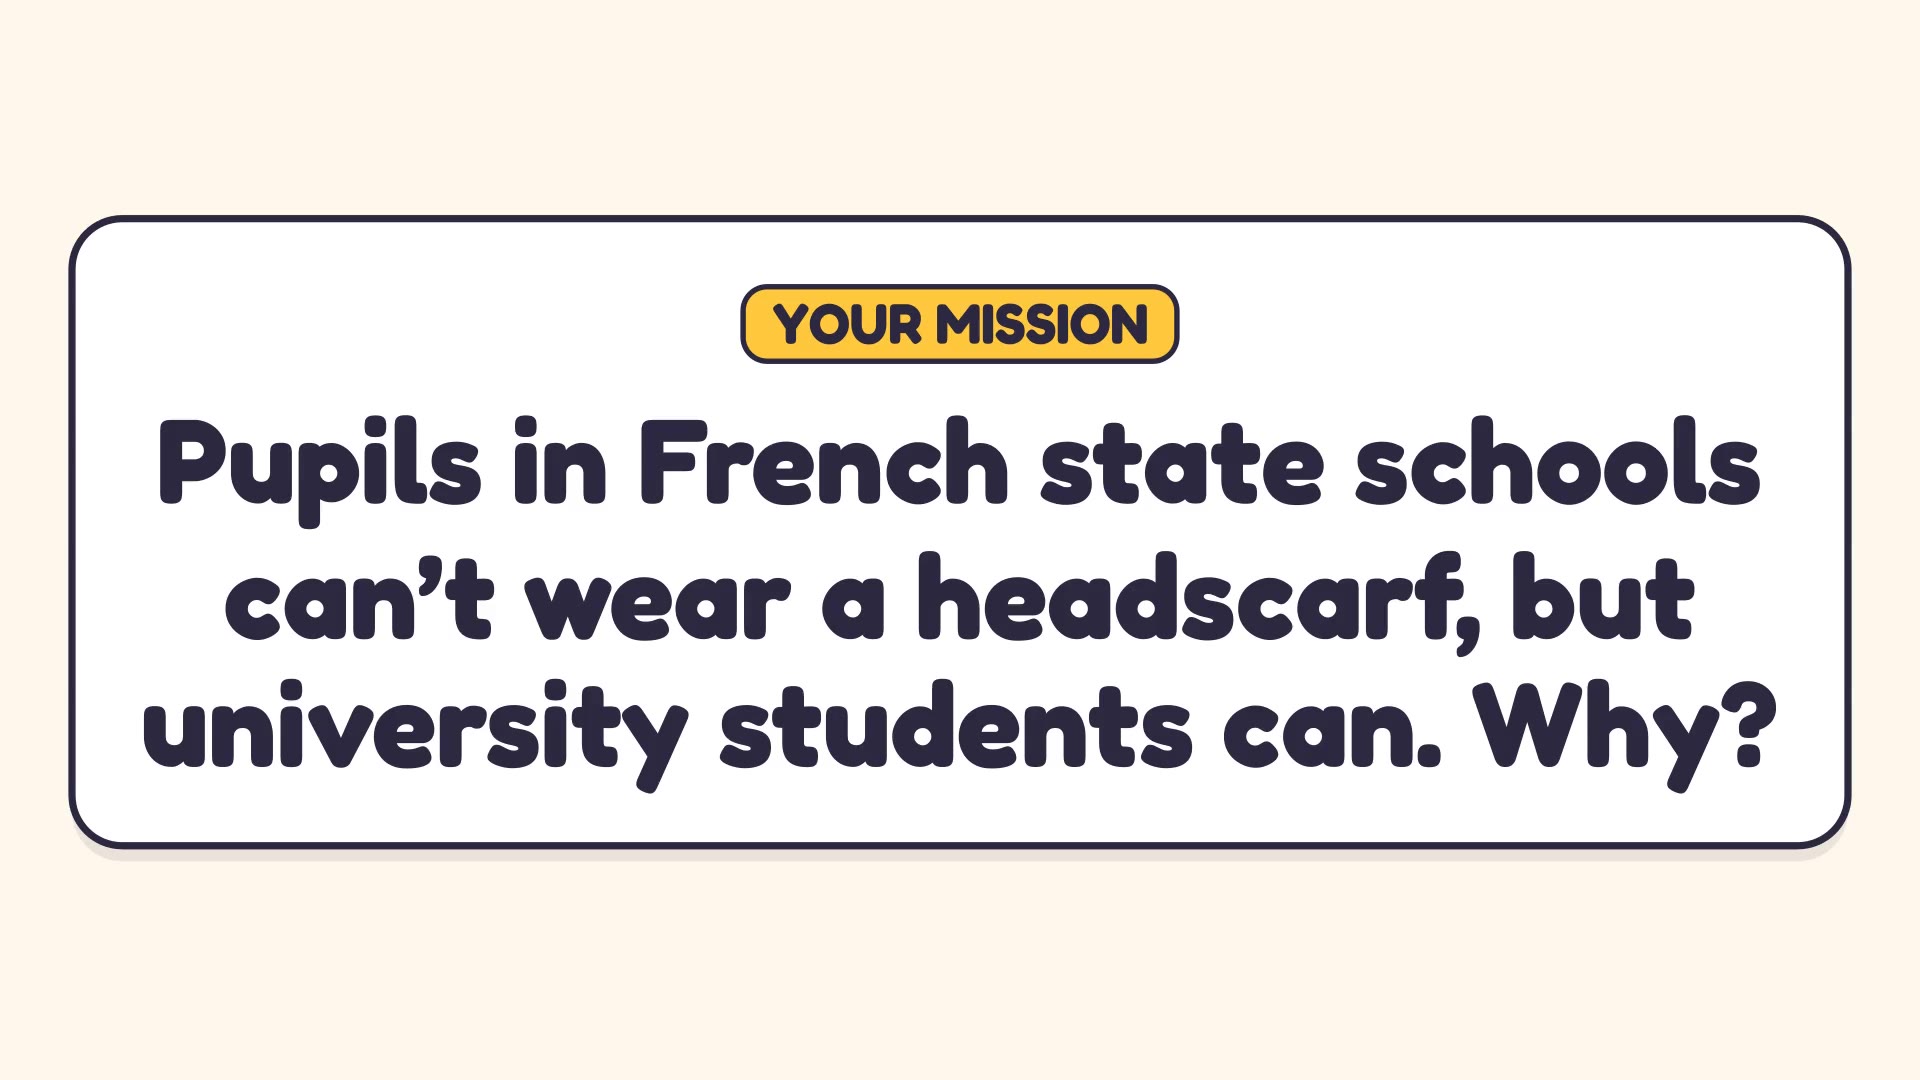 YOUR MISSION
Pupils in French state schools
can’t wear a headscarf, but
university students can. Why?